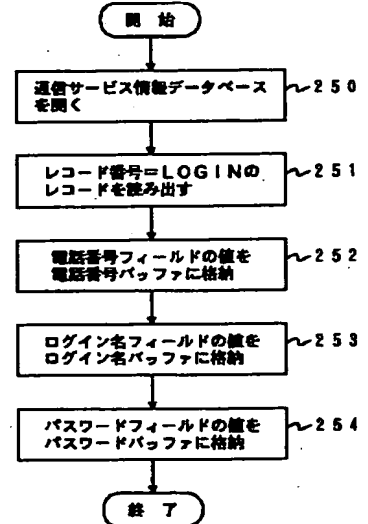 開 始
通信サービス情報データベース
を開く
~250
レコード番号=LOGINの
レコードを読み出す
~251
電話番号フィールドの値を
電話番号バッファに格納
~252
ログイン名フィールドの値を
ログイン名バッファに格納
~253
パスワードフィールドの値を
パスワードバッファに格納
~254
終 了